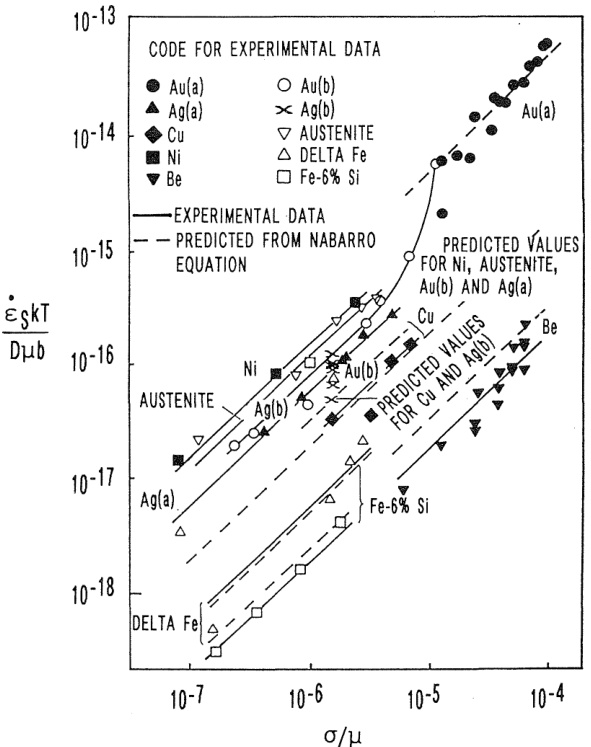 10⁻¹³
10⁻¹⁴
10⁻¹⁵
10⁻¹⁶
10⁻¹⁷
10⁻¹⁸
ε̇ₛkT
Dμb
CODE FOR EXPERIMENTAL DATA
Au(a)
Au(b)
Ag(a)
Ag(b)
Cu
AUSTENITE
Ni
DELTA Fe
Be
Fe-6% Si
EXPERIMENTAL DATA
PREDICTED FROM NABARRO
EQUATION
Au(a)
PREDICTED VALUES
FOR Ni, AUSTENITE,
Au(b) AND Ag(a)
Cu
Be
Ni
Au(b)
PREDICTED VALUES
FOR Cu AND Ag(b)
AUSTENITE
Ag(b)
Ag(a)
Fe-6% Si
DELTA Fe
10⁻⁷
10⁻⁶
10⁻⁵
10⁻⁴
σ/μ